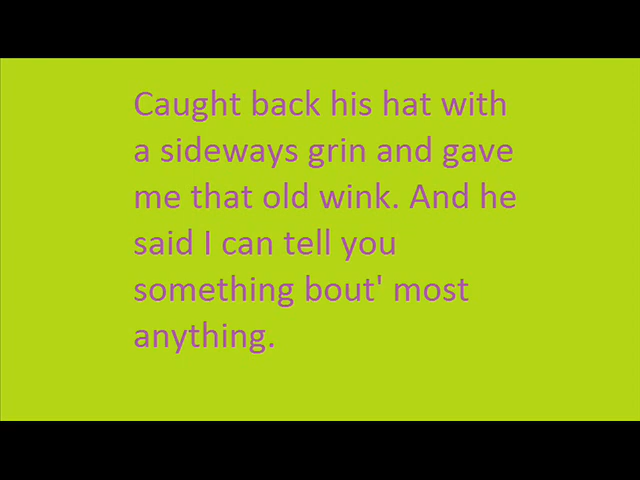 Caught back his hat with
a sideways grin and gave
me that old wink. And he
said I can tell you
something bout' most
anything.